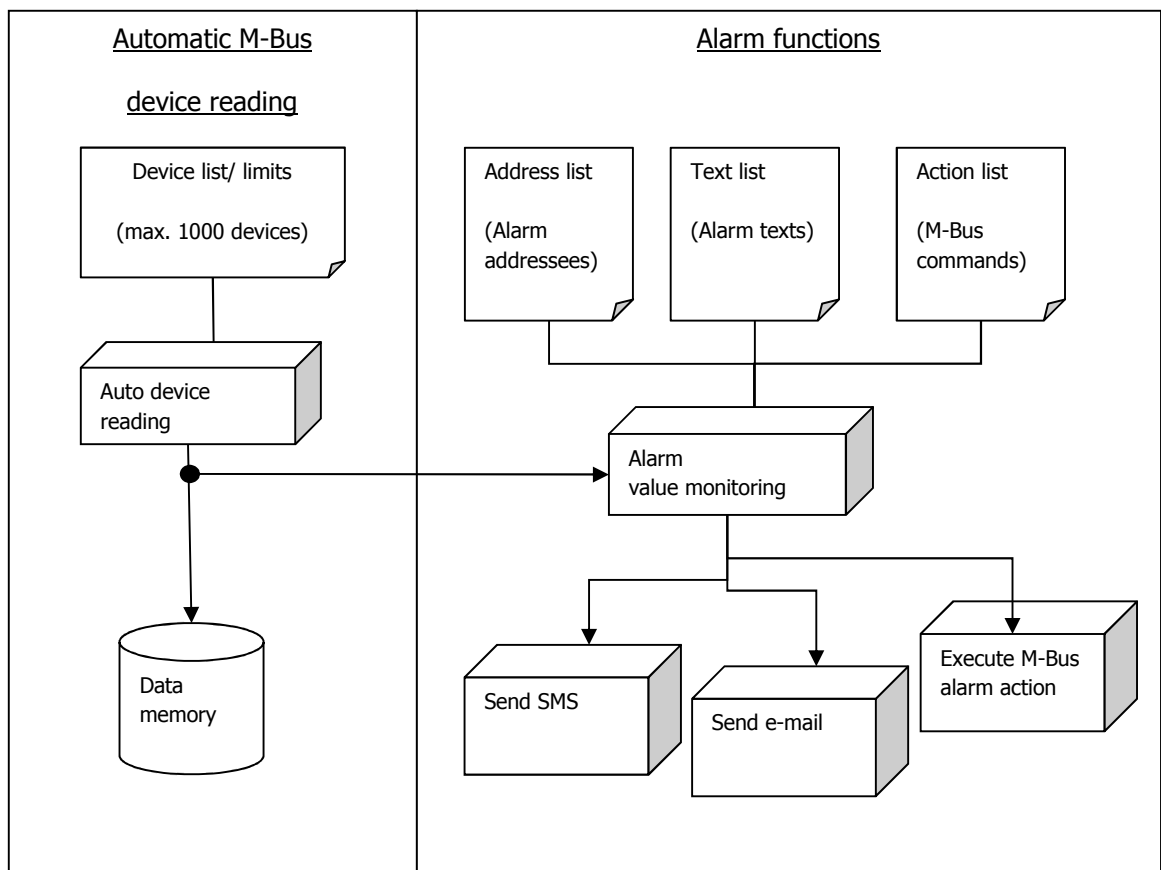 Automatic M-Bus
device reading
Device list/ limits
(max. 1000 devices)
Auto device
reading
Data
memory
Alarm functions
Address list
(Alarm
addressees)
Text list
(Alarm texts)
Action list
(M-Bus
commands)
Alarm
value monitoring
Send SMS
Send e-mail
Execute M-Bus
alarm action